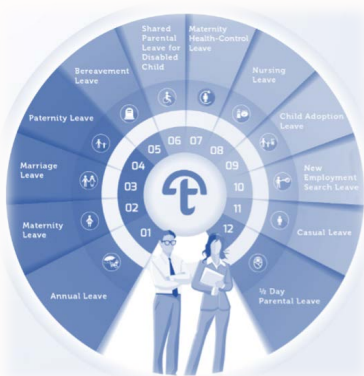 Shared
Parental
Leave for
Disabled
Child
Maternity
Health-Control
Leave
Bereavement
Leave
Nursing
Leave
Paternity
Leave
Child Adoption
Leave
Marriage
Leave
New
Employment
Search Leave
Maternity
Leave
Casual Leave
Annual Leave
½ Day
Parental Leave
01
02
03
04
05
06
07
08
09
10
11
12
t